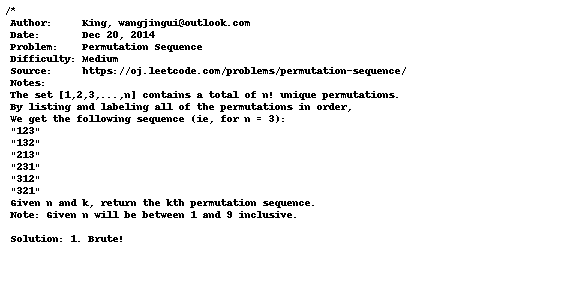 /*
Author:     King, wangjingui@outlook.com
Date:       Dec 20, 2014
Problem:    Permutation Sequence
Difficulty: Medium
Source:     https://oj.leetcode.com/problems/permutation-sequence/
Notes:
The set [1,2,3,...,n] contains a total of n! unique permutations.
By listing and labeling all of the permutations in order,
We get the following sequence (ie, for n = 3):
"123"
"132"
"213"
"231"
"312"
"321"
Given n and k, return the kth permutation sequence.
Note: Given n will be between 1 and 9 inclusive.
Solution: 1. Brute!